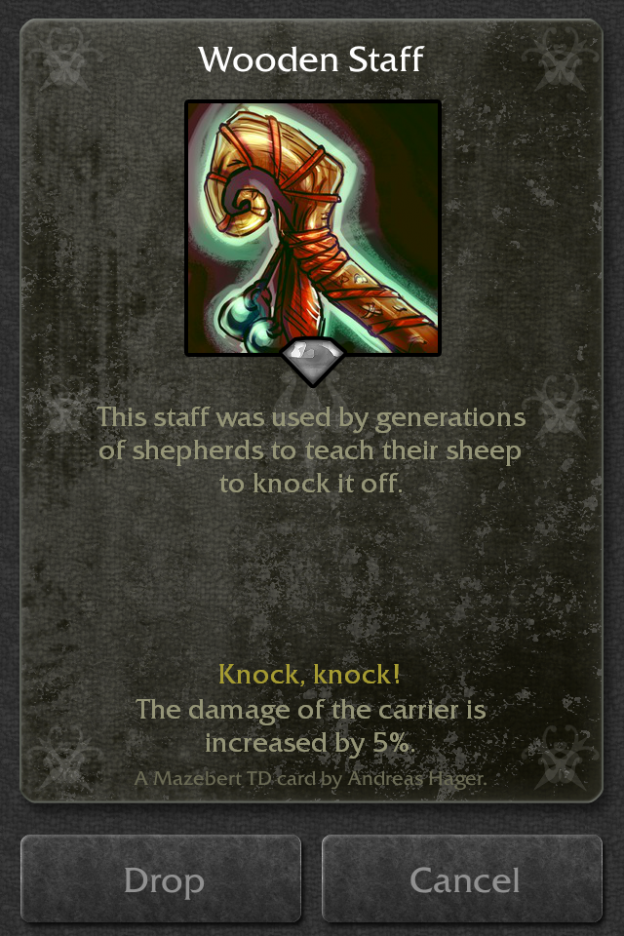 Wooden Staff
This staff was used by generations
of shepherds to teach their sheep
to knock it off.
Knock, knock!
The damage of the carrier is
increased by 5%.
A Mazebert TD card by Andreas Hager.
Drop
Cancel